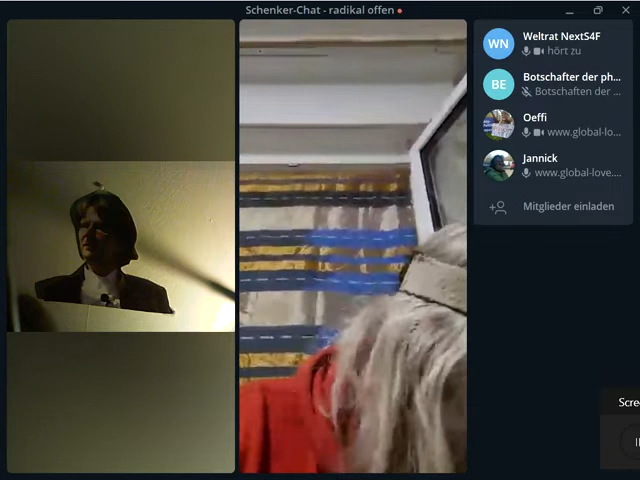 Schenker-Chat - radikal offen
WN
Weltrat NextS4F
hört zu
BE
Botschafter der ph...
Botschaften der ...
Oeffi
www.global-lo...
Jannick
www.global-love....
Mitglieder einladen
Scre